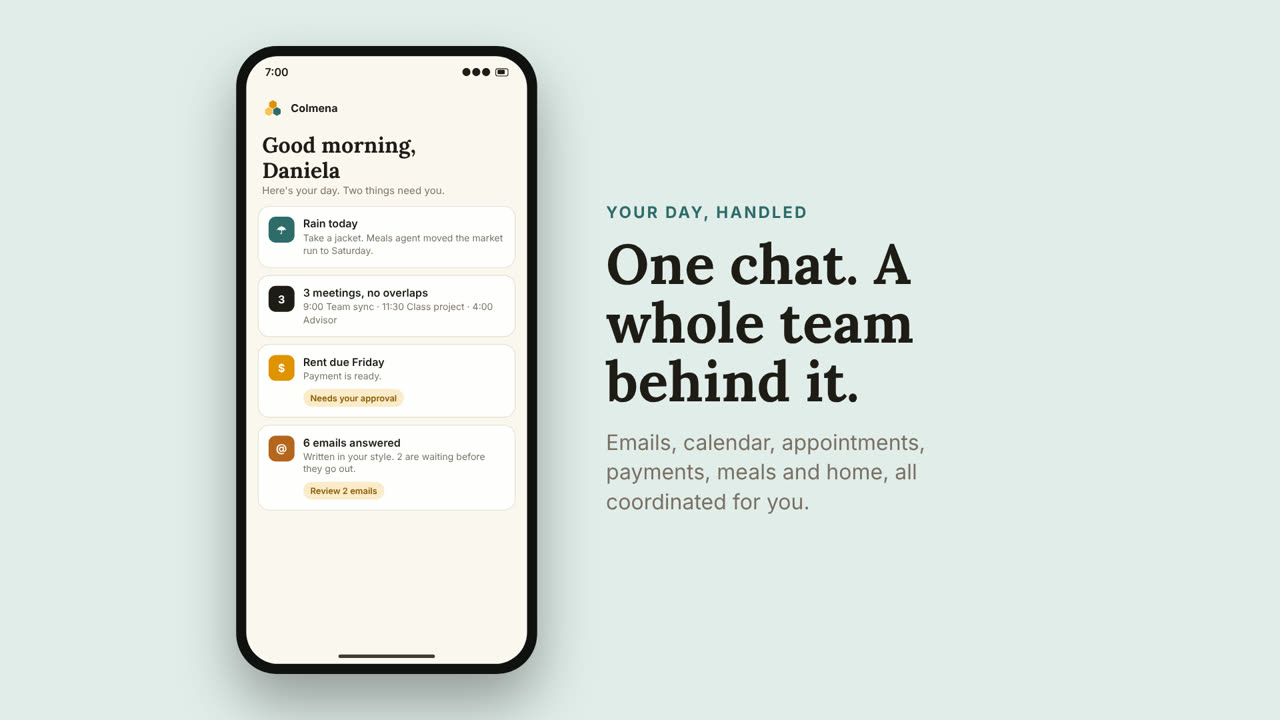 7:00
Colmena
Good morning,
Daniela
Here's your day. Two things need you.
Rain today
Take a jacket. Meals agent moved the market
run to Saturday.
3
3 meetings, no overlaps
9:00 Team sync · 11:30 Class project · 4:00
Advisor
$
Rent due Friday
Payment is ready.
Needs your approval
@
6 emails answered
Written in your style. 2 are waiting before
they go out.
Review 2 emails
YOUR DAY, HANDLED
One chat. A
whole team
behind it.
Emails, calendar, appointments,
payments, meals and home, all
coordinated for you.